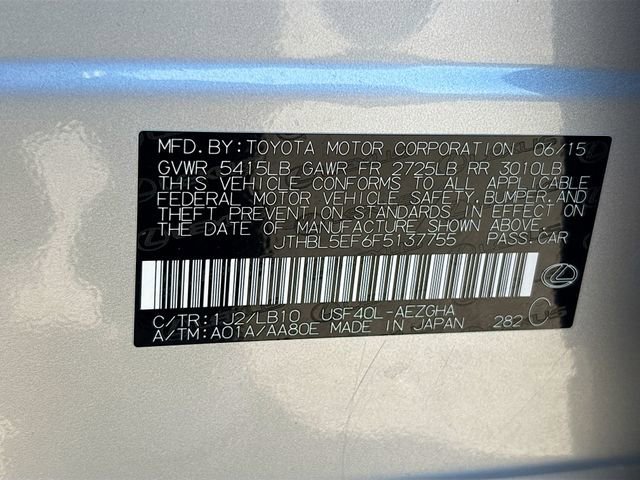 MFD.BY:TOYOTA MOTOR CORPORATION 06/15
GVWR 5415LB GAWR FR 2725LB RR 3010LB
THIS VEHICLE CONFORMS TO ALL APPLICABLE
FEDERAL MOTOR VEHICLE SAFETY,BUMPER,AND
THEFT PREVENTION STANDARDS IN EFFECT ON
THE DATE OF MANUFACTURE SHOWN ABOVE.
JTHBL5EF6F5137755 PASS.CAR
C/TR:1J2/LB10 USF40L-AEZGHA
A/TM:A01A/AA80E MADE IN JAPAN 282